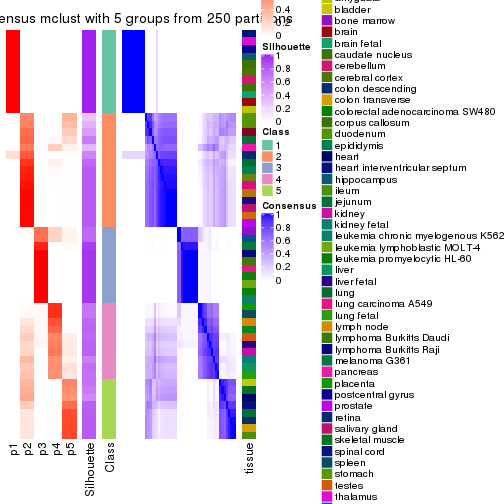 ensus mclust with 5 groups from 250 partitions
0.4
0.2
0
Silhouette
1
0.8
0.6
0.4
0.2
0
Class
1
2
3
4
5
Consensus
1
0.8
0.6
0.4
0.2
0
p1
p2
p3
p4
p5
Silhouette
Class
tissue
bladder
bone marrow
brain
brain fetal
caudate nucleus
cerebellum
cerebral cortex
colon descending
colon transverse
colorectal adenocarcinoma SW480
corpus callosum
duodenum
epididymis
heart
heart interventricular septum
hippocampus
ileum
jejunum
kidney
kidney fetal
leukemia chronic myelogenous K562
leukemia lymphoblastic MOLT-4
leukemia promyelocytic HL-60
liver
liver fetal
lung
lung carcinoma A549
lung fetal
lymph node
lymphoma Burkitts Daudi
lymphoma Burkitts Raji
melanoma G361
pancreas
placenta
postcentral gyrus
prostate
retina
salivary gland
skeletal muscle
spinal cord
spleen
stomach
testes
thalamus